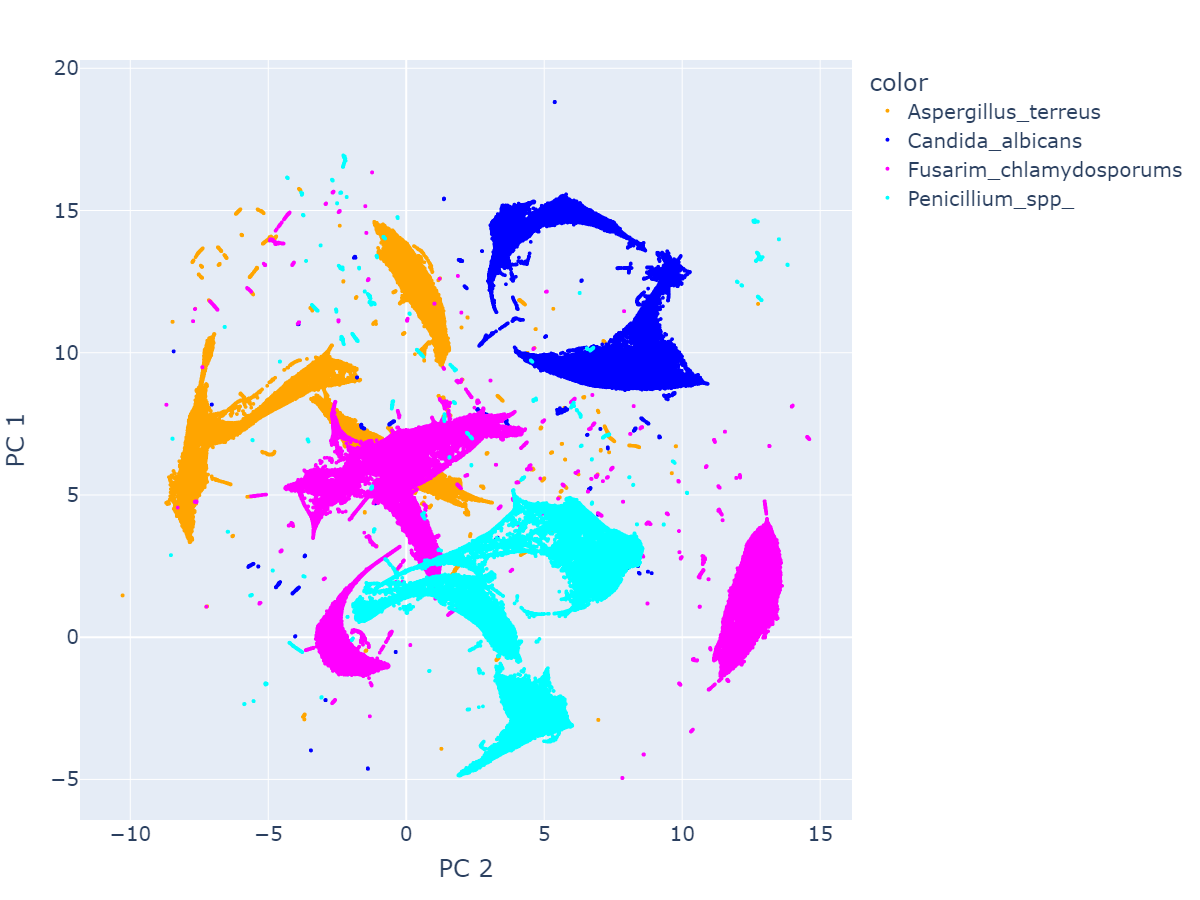 color
Aspergillus_terreus
Candida_albicans
Fusarim_chlamydosporums
Penicillium_spp_
20
15
10
5
0
−5
PC 1
−10
−5
0
5
10
15
PC 2